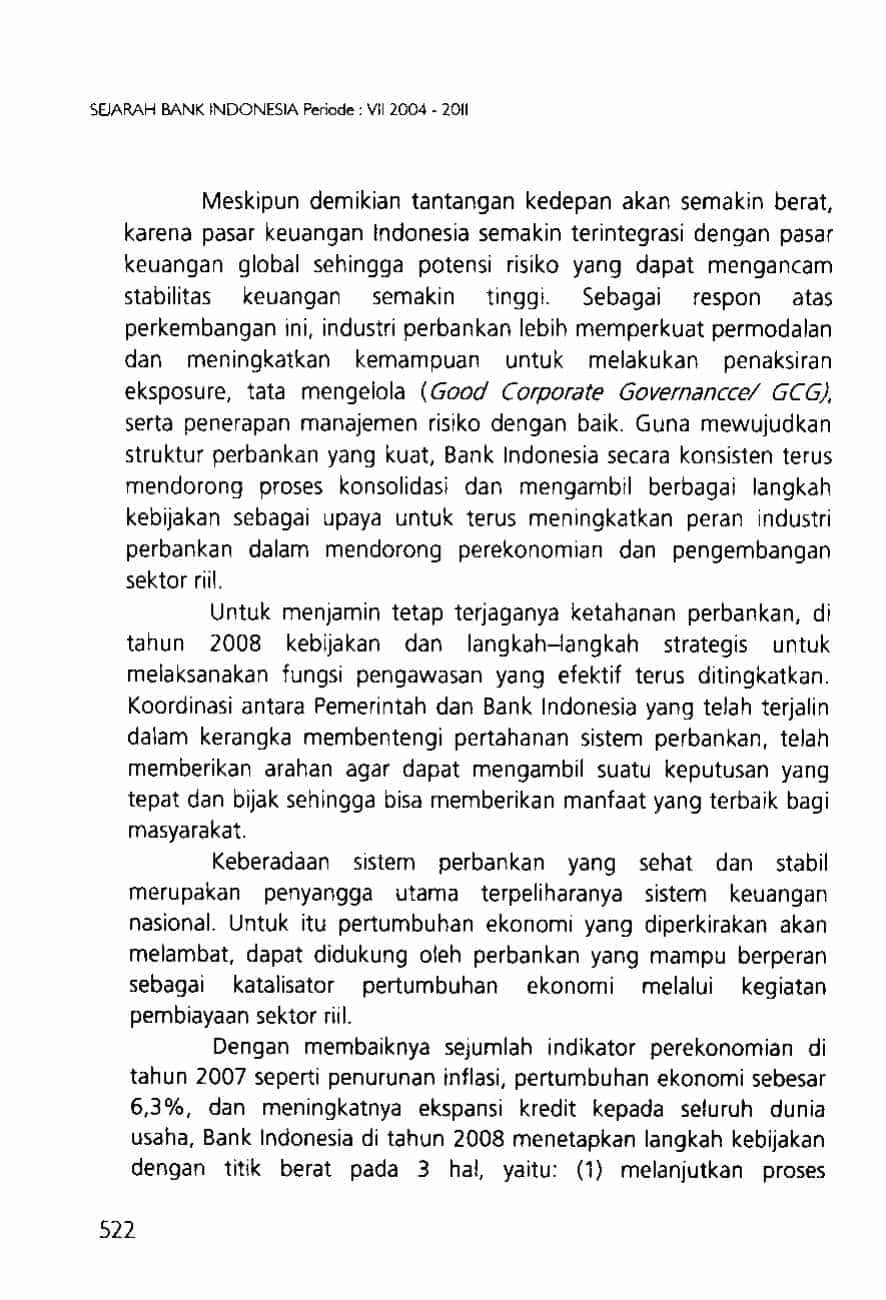 SEJARAH BANK INDONESIA Periode : VII 2004 - 2011
Meskipun demikian tantangan kedepan akan semakin berat,
karena pasar keuangan Indonesia semakin terintegrasi dengan pasar
keuangan global sehingga potensi risiko yang dapat mengancam
stabilitas keuangan semakin tinggi. Sebagai respon atas
perkembangan ini, industri perbankan lebih memperkuat permodalan
dan meningkatkan kemampuan untuk melakukan penaksiran
eksposure, tata mengelola (Good Corporate Governancce/ GCG),
serta penerapan manajemen risiko dengan baik. Guna mewujudkan
struktur perbankan yang kuat, Bank Indonesia secara konsisten terus
mendorong proses konsolidasi dan mengambil berbagai langkah
kebijakan sebagai upaya untuk terus meningkatkan peran industri
perbankan dalam mendorong perekonomian dan pengembangan
sektor riil.
Untuk menjamin tetap terjaganya ketahanan perbankan, di
tahun 2008 kebijakan dan langkah–langkah strategis untuk
melaksanakan fungsi pengawasan yang efektif terus ditingkatkan.
Koordinasi antara Pemerintah dan Bank Indonesia yang telah terjalin
dalam kerangka membentengi pertahanan sistem perbankan, telah
memberikan arahan agar dapat mengambil suatu keputusan yang
tepat dan bijak sehingga bisa memberikan manfaat yang terbaik bagi
masyarakat.
Keberadaan sistem perbankan yang sehat dan stabil
merupakan penyangga utama terpeliharanya sistem keuangan
nasional. Untuk itu pertumbuhan ekonomi yang diperkirakan akan
melambat, dapat didukung oleh perbankan yang mampu berperan
sebagai katalisator pertumbuhan ekonomi melalui kegiatan
pembiayaan sektor riil.
Dengan membaiknya sejumlah indikator perekonomian di
tahun 2007 seperti penurunan inflasi, pertumbuhan ekonomi sebesar
6,3%, dan meningkatnya ekspansi kredit kepada seluruh dunia
usaha, Bank Indonesia di tahun 2008 menetapkan langkah kebijakan
dengan titik berat pada 3 hal, yaitu: (1) melanjutkan proses
522